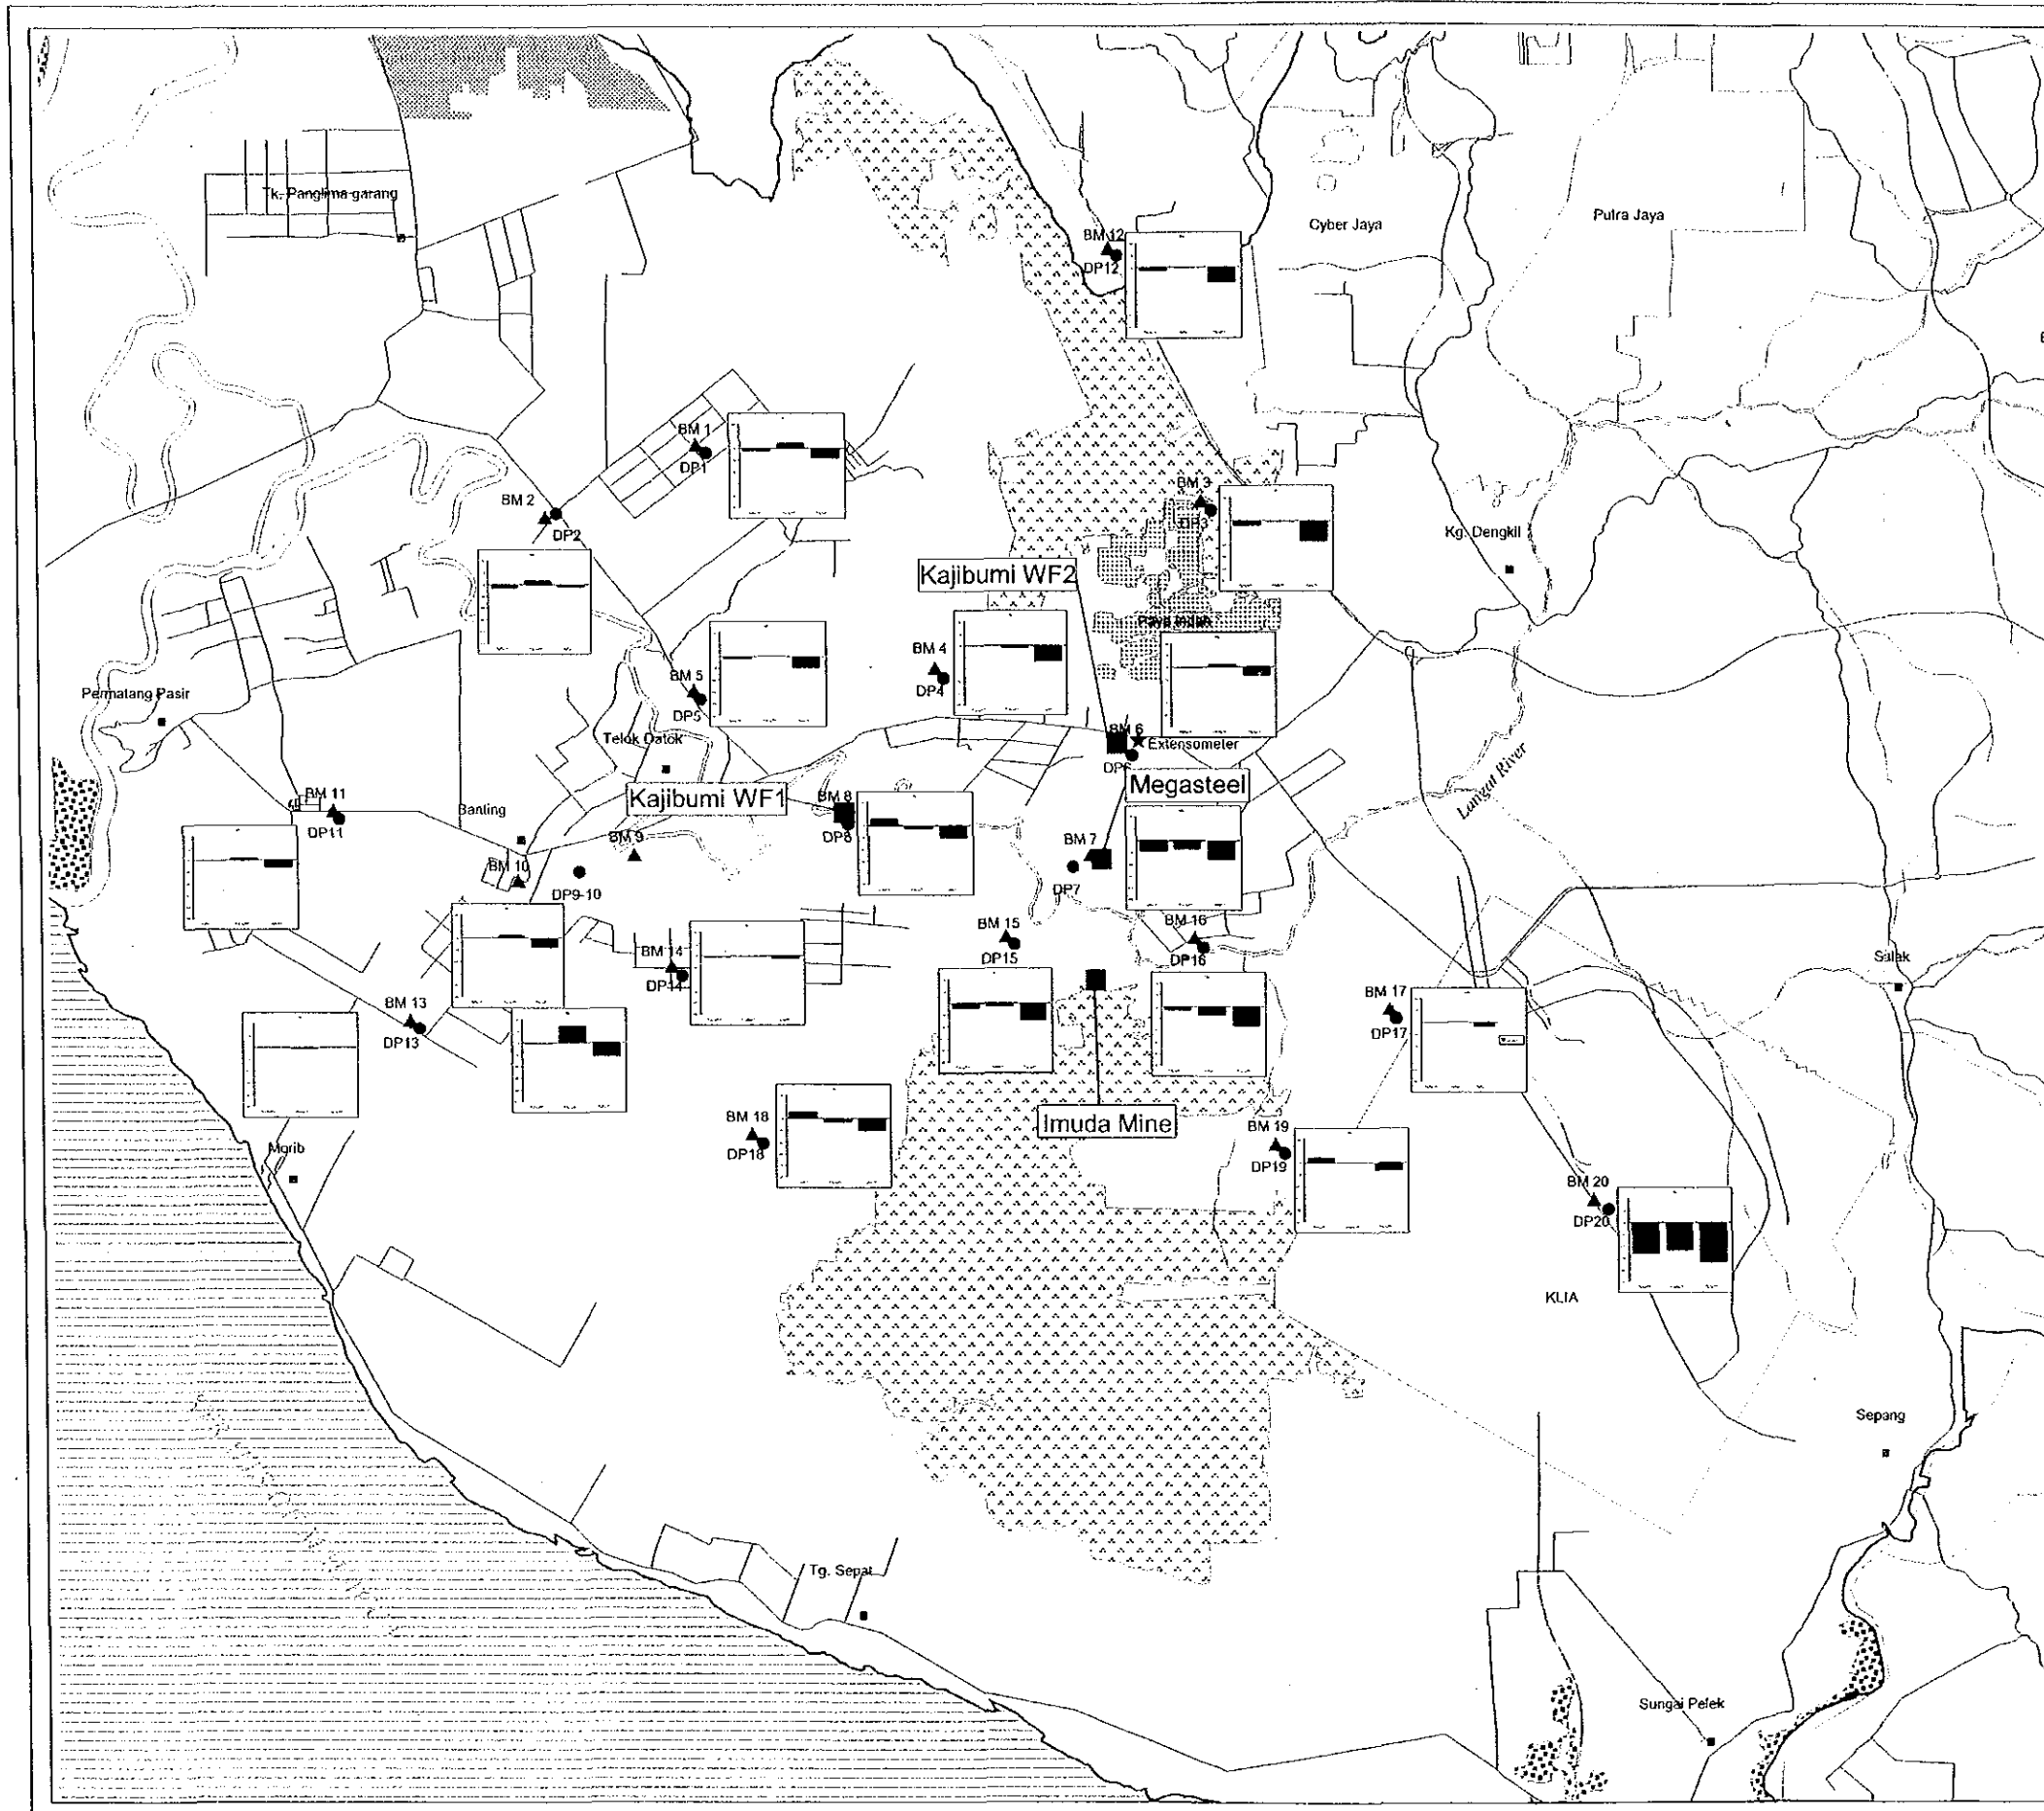 Tk. Panglima garang
BM 12
DP12
Cyber Jaya
Putra Jaya
BM 1
DP1
BM 2
DP2
BM 3
DP3
Kg. Dengkil
Kajibumi WF2
Paya Indah
BM 4
DP4
BM 5
DP5
Permatang Pasir
Telok Datok
BM 6
Extensometer
DP6
Langat River
Megasteel
Kajibumi WF1
BM 8
DP8
BM 11
DP11
Banting
BM 9
BM 7
DP7
BM 10
DP9-10
BM 15
DP15
BM 16
DP16
BM 14
DP14
Salak
BM 13
DP13
BM 17
DP17
Imuda Mine
BM 18
DP18
BM 19
DP19
Morib
BM 20
DP20
KLIA
Sepang
Tg. Sepat
Sungai Pelek